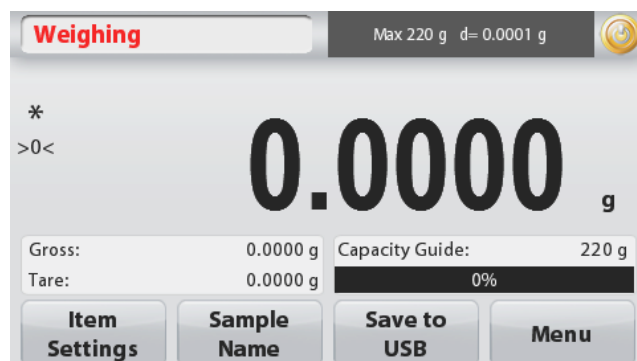 Weighing
Max 220 g d= 0.0001 g
*
>0<
0.0000 g
Gross: 0.0000 g
Tare: 0.0000 g
Capacity Guide: 220 g
0%
Item Settings
Sample Name
Save to USB
Menu